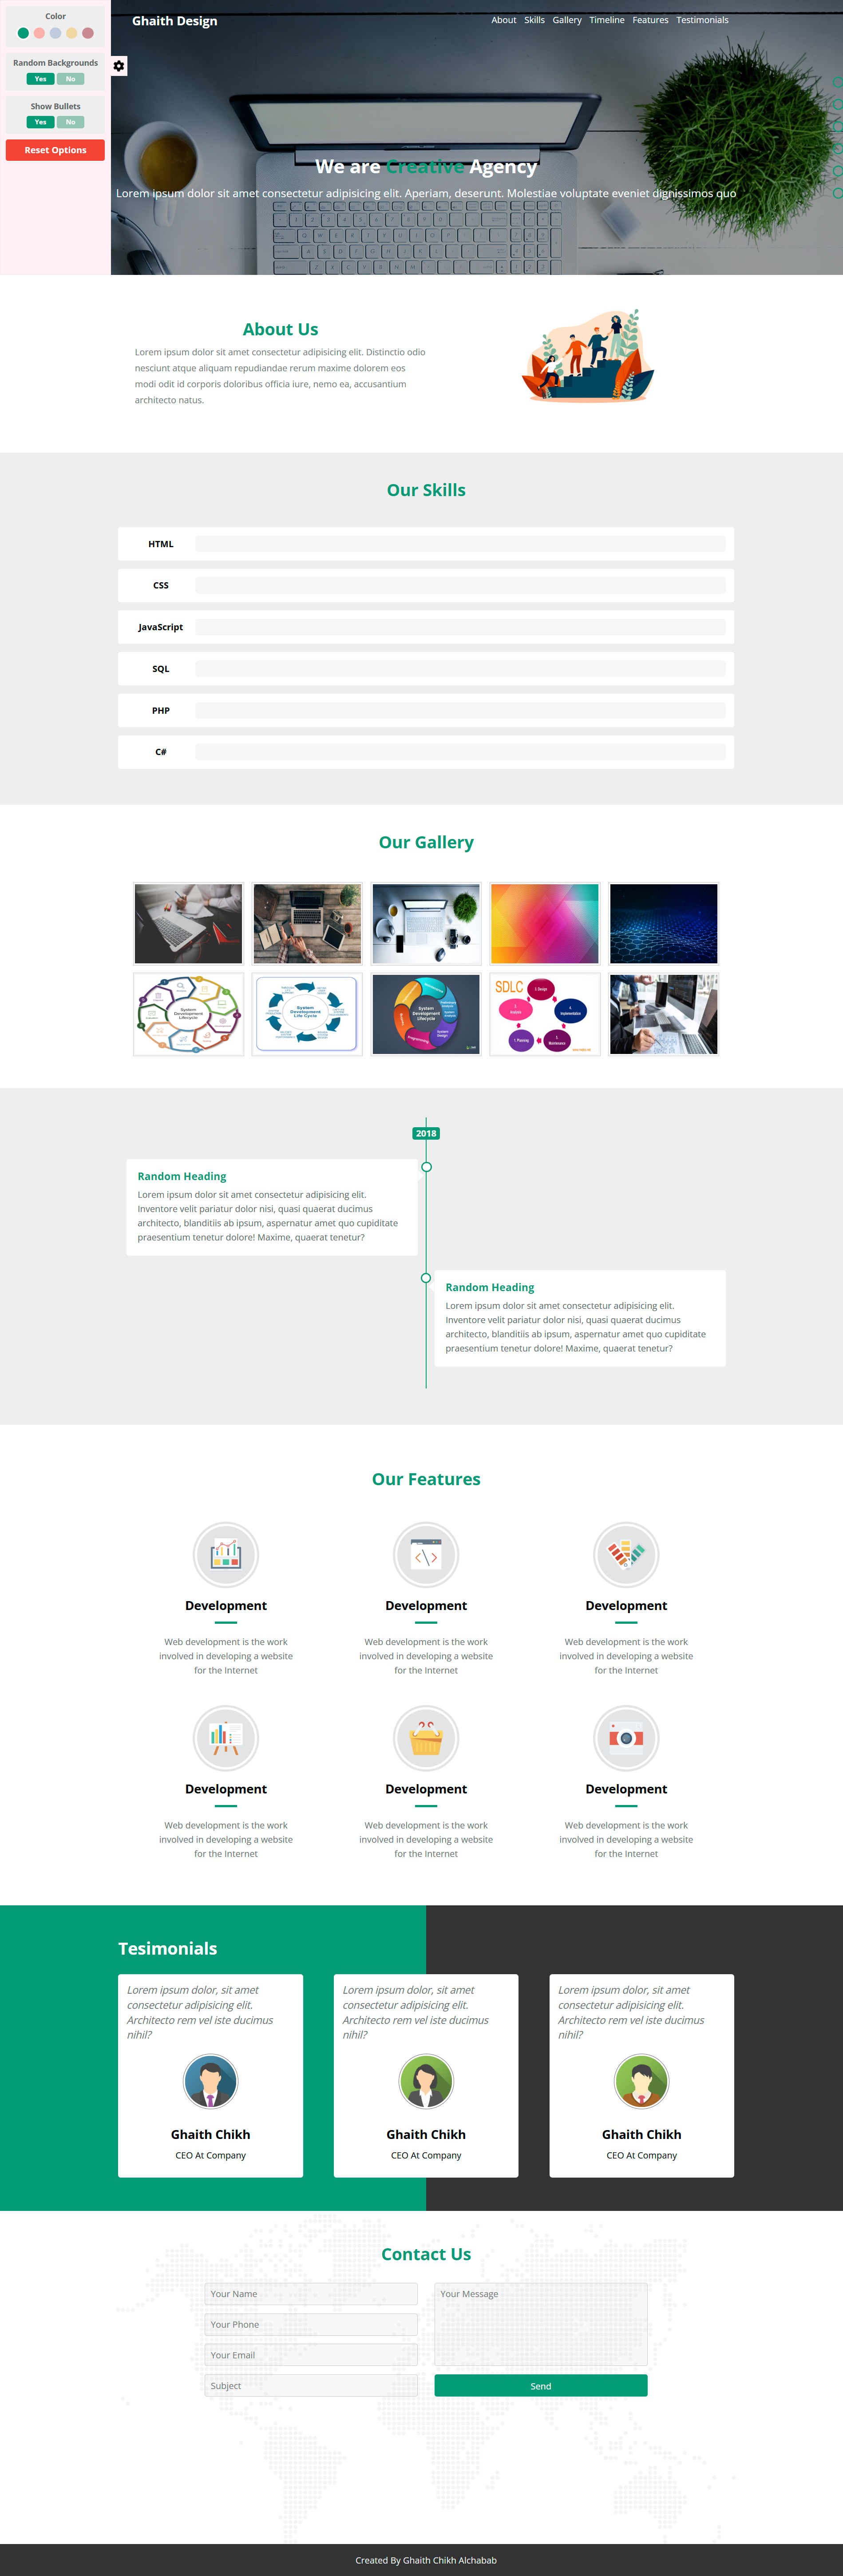 Color
Random Backgrounds
Yes No
Show Bullets
Yes No
Reset Options
Ghaith Design
About Skills Gallery Timeline Features Testimonials
We are Creative Agency
Lorem ipsum dolor sit amet consectetur adipisicing elit. Aperiam, deserunt. Molestiae voluptate eveniet dignissimos quo
About Us
Lorem ipsum dolor sit amet consectetur adipisicing elit. Distinctio odio
nesciunt atque aliquam repudiandae rerum maxime dolorem eos
modi odit id corporis doloribus officia iure, nemo ea, accusantium
architecto natus.
Our Skills
HTML
CSS
JavaScript
SQL
PHP
C#
Our Gallery
System
Development
Lifecycle
System
Development
Life Cycle
System
Development
Lifecycle
SDLC
2018
Random Heading
Lorem ipsum dolor sit amet consectetur adipisicing elit.
Inventore velit pariatur dolor nisi, quasi quaerat ducimus
architecto, blanditiis ab ipsum, aspernatur amet quo cupiditate
praesentium tenetur dolore! Maxime, quaerat tenetur?
Random Heading
Lorem ipsum dolor sit amet consectetur adipisicing elit.
Inventore velit pariatur dolor nisi, quasi quaerat ducimus
architecto, blanditiis ab ipsum, aspernatur amet quo cupiditate
praesentium tenetur dolore! Maxime, quaerat tenetur?
Our Features
Development
Web development is the work
involved in developing a website
for the Internet
Development
Web development is the work
involved in developing a website
for the Internet
Development
Web development is the work
involved in developing a website
for the Internet
Development
Web development is the work
involved in developing a website
for the Internet
Development
Web development is the work
involved in developing a website
for the Internet
Development
Web development is the work
involved in developing a website
for the Internet
Tesimonials
Lorem ipsum dolor, sit amet
consectetur adipisicing elit.
Architecto rem vel iste ducimus
nihil?
Ghaith Chikh
CEO At Company
Lorem ipsum dolor, sit amet
consectetur adipisicing elit.
Architecto rem vel iste ducimus
nihil?
Ghaith Chikh
CEO At Company
Lorem ipsum dolor, sit amet
consectetur adipisicing elit.
Architecto rem vel iste ducimus
nihil?
Ghaith Chikh
CEO At Company
Contact Us
Your Name
Your Phone
Your Email
Subject
Your Message
Send
Created By Ghaith Chikh Alchabab